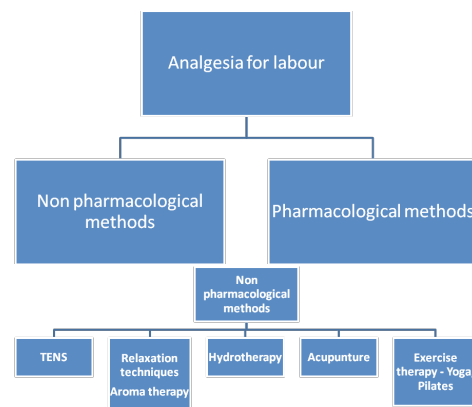 Analgesia for labour
Non pharmacological
methods
Pharmacological methods
Non
pharmacological
methods
TENS
Relaxation
techniques
Aroma therapy
Hydrotherapy
Acupunture
Exercise
therapy - Yoga,
Pilates